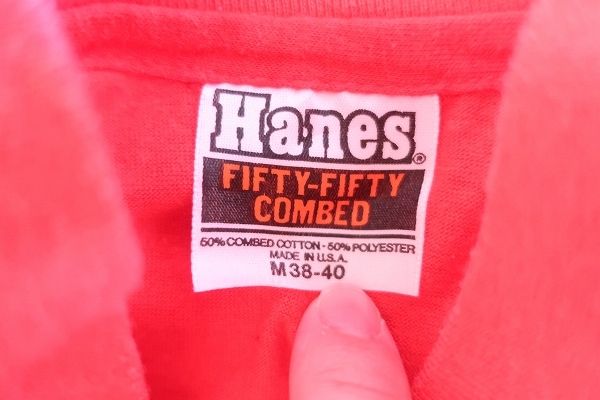 Hanes®
FIFTY-FIFTY
COMBED
50% COMBED COTTON - 50% POLYESTER
MADE IN U.S.A.
M 38-40